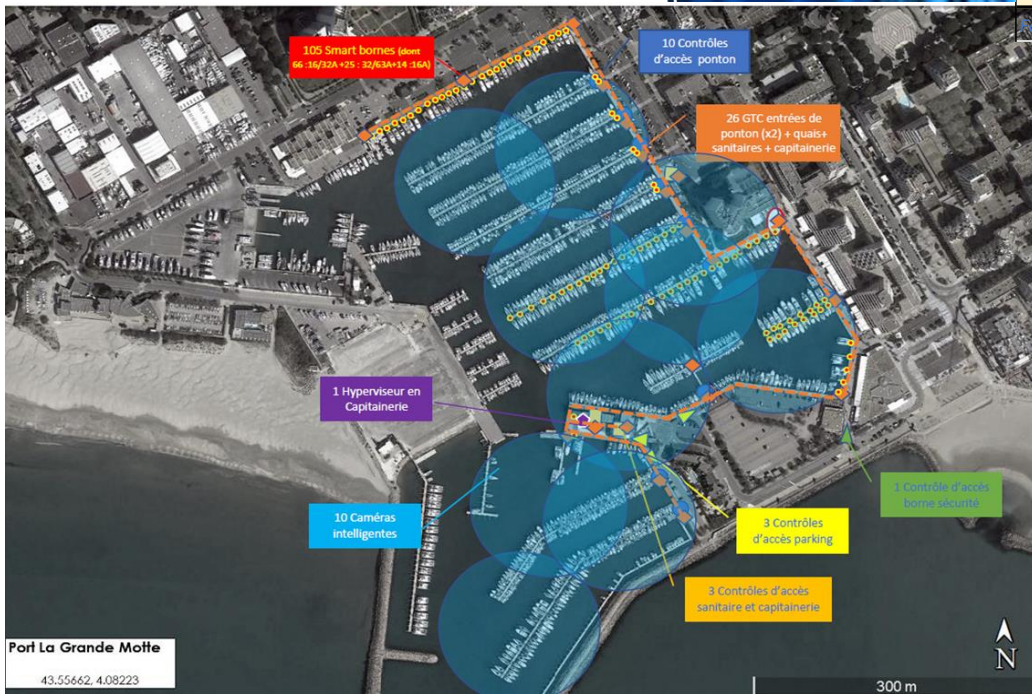 105 Smart bornes (dont
66 :16/32A +25 : 32/63A+14 :16A)
10 Contrôles
d'accès ponton
26 GTC entrées de
ponton (x2) + quais+
sanitaires + capitainerie
1 Hyperviseur en
Capitainerie
10 Caméras
intelligentes
1 Contrôle d'accès
borne sécurité
3 Contrôles
d'accès parking
3 Contrôles d'accès
sanitaire et capitainerie
Port La Grande Motte
43.55662, 4.08223
N
300 m